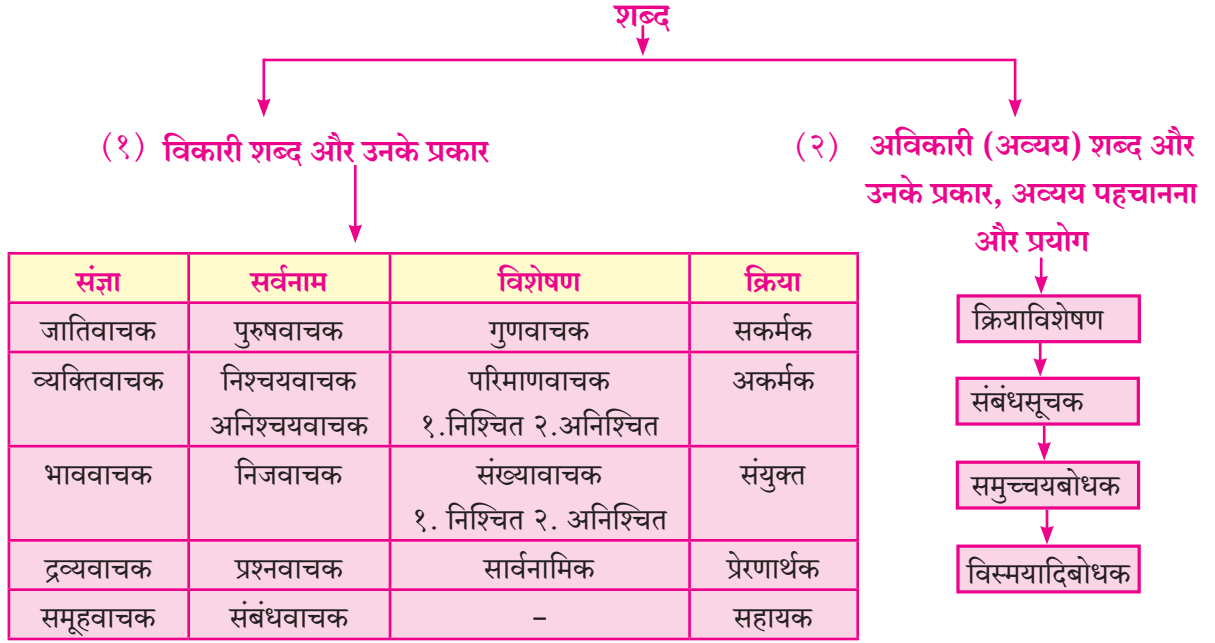 शब्द
(१) विकारी शब्द और उनके प्रकार
(२) अविकारी (अव्यय) शब्द और
उनके प्रकार, अव्यय पहचानना
और प्रयोग
संज्ञा सर्वनाम विशेषण क्रिया
जातिवाचक पुरुषवाचक गुणवाचक सकर्मक
व्यक्तिवाचक निश्चयवाचक परिमाणवाचक अकर्मक
अनिश्चयवाचक १.निश्चित २.अनिश्चित
भाववाचक निजवाचक संख्यावाचक संयुक्त
१. निश्चित २. अनिश्चित
द्रव्यवाचक प्रश्नवाचक सार्वनामिक प्रेरणार्थक
समूहवाचक संबंधवाचक – सहायक
क्रियाविशेषण
संबंधसूचक
समुच्चयबोधक
विस्मयादिबोधक